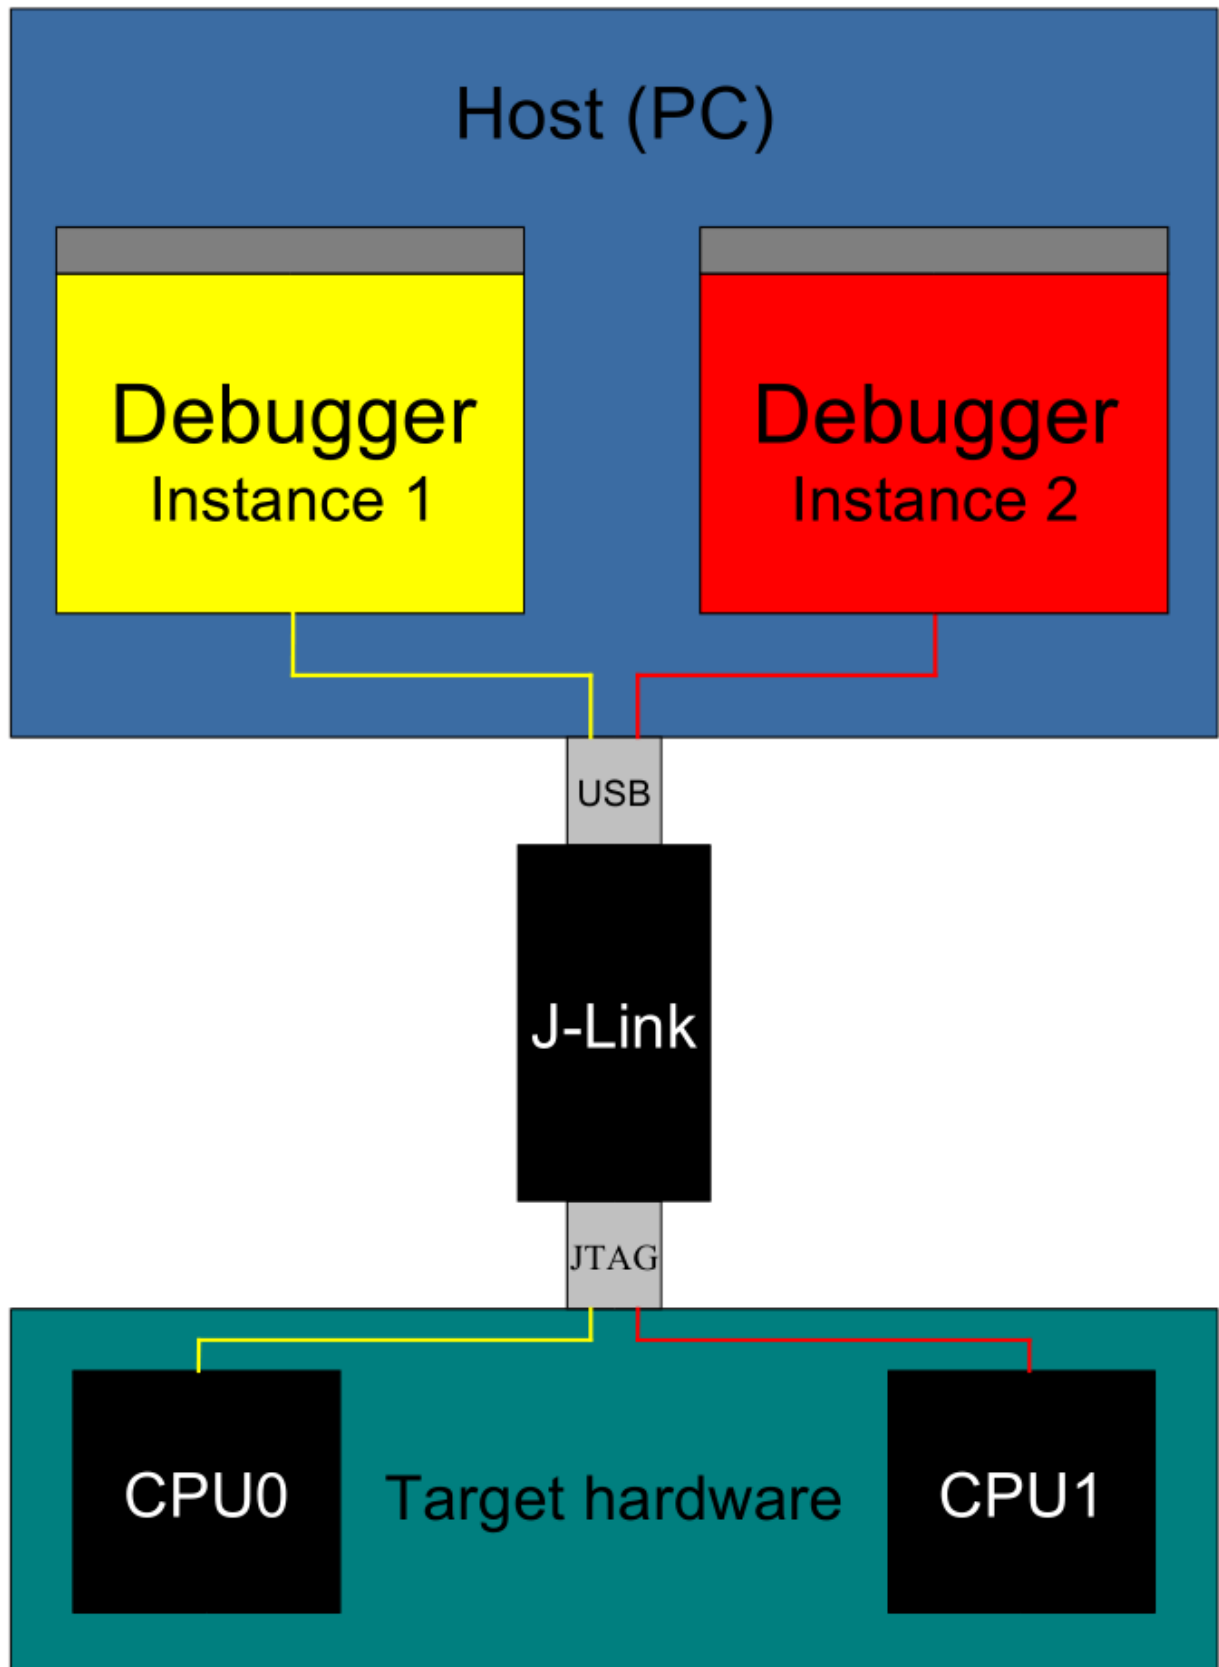 Host (PC)
Debugger
Instance 1
Debugger
Instance 2
USB
J-Link
JTAG
CPU0
Target hardware
CPU1